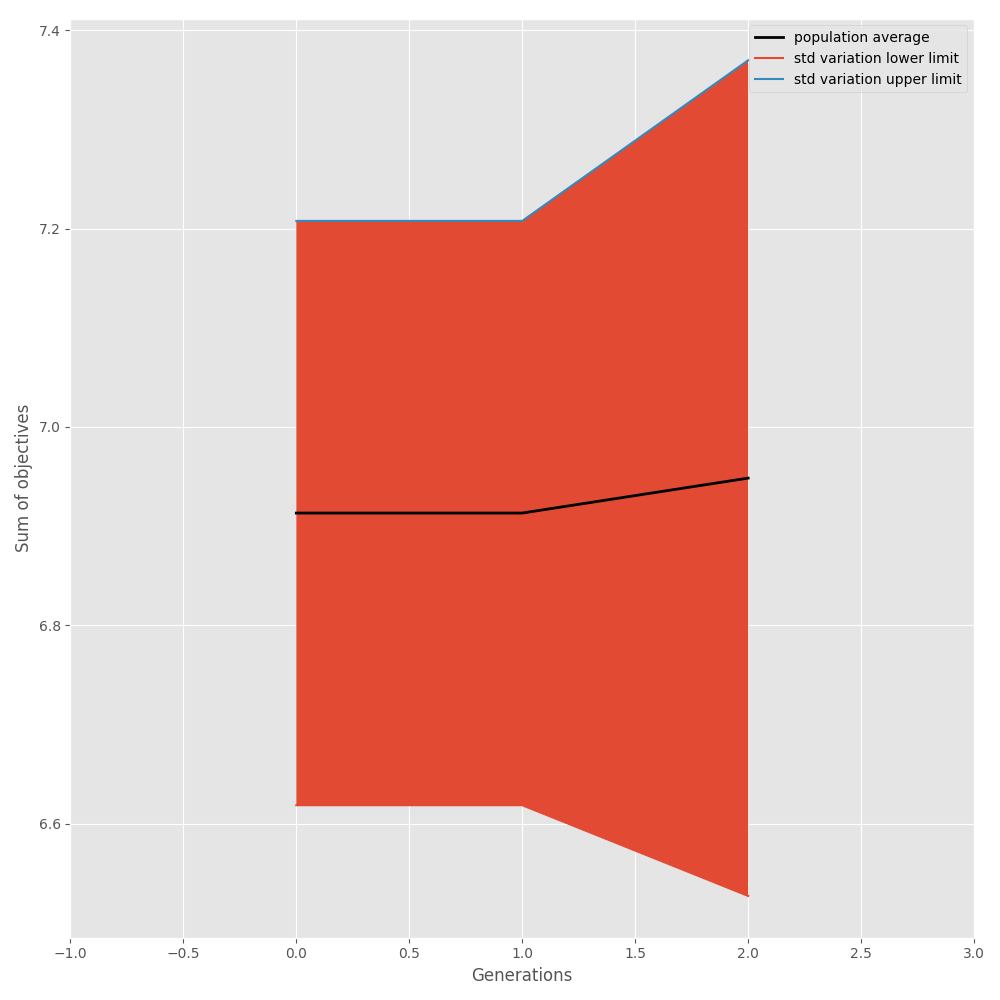 population average
std variation lower limit
std variation upper limit
7.4
7.2
7.0
6.8
6.6
Sum of objectives
−1.0 −0.5 0.0 0.5 1.0 1.5 2.0 2.5 3.0
Generations